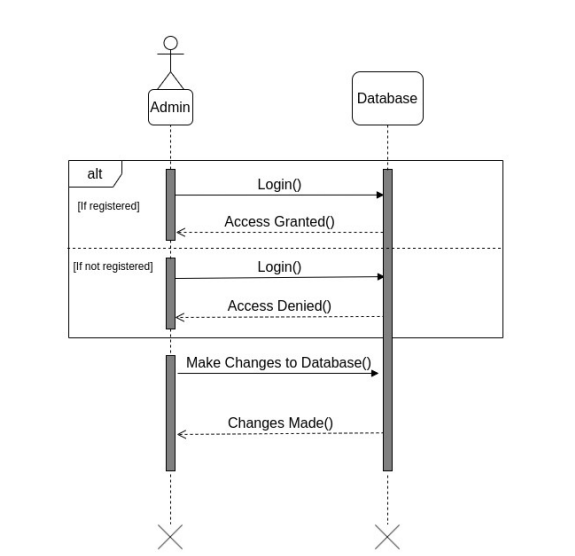 Admin
Database
alt
Login()
[If registered]
Access Granted()
[If not registered]
Login()
Access Denied()
Make Changes to Database()
Changes Made()